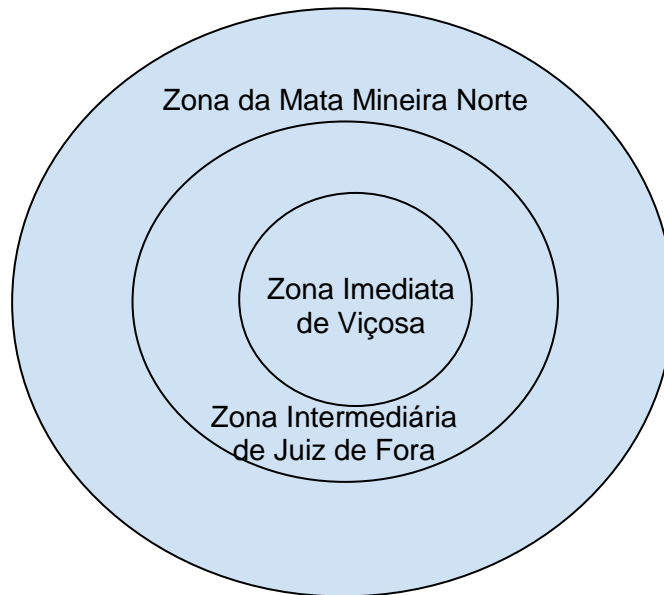 Zona da Mata Mineira Norte
Zona Imediata
de Viçosa
Zona Intermediária
de Juiz de Fora